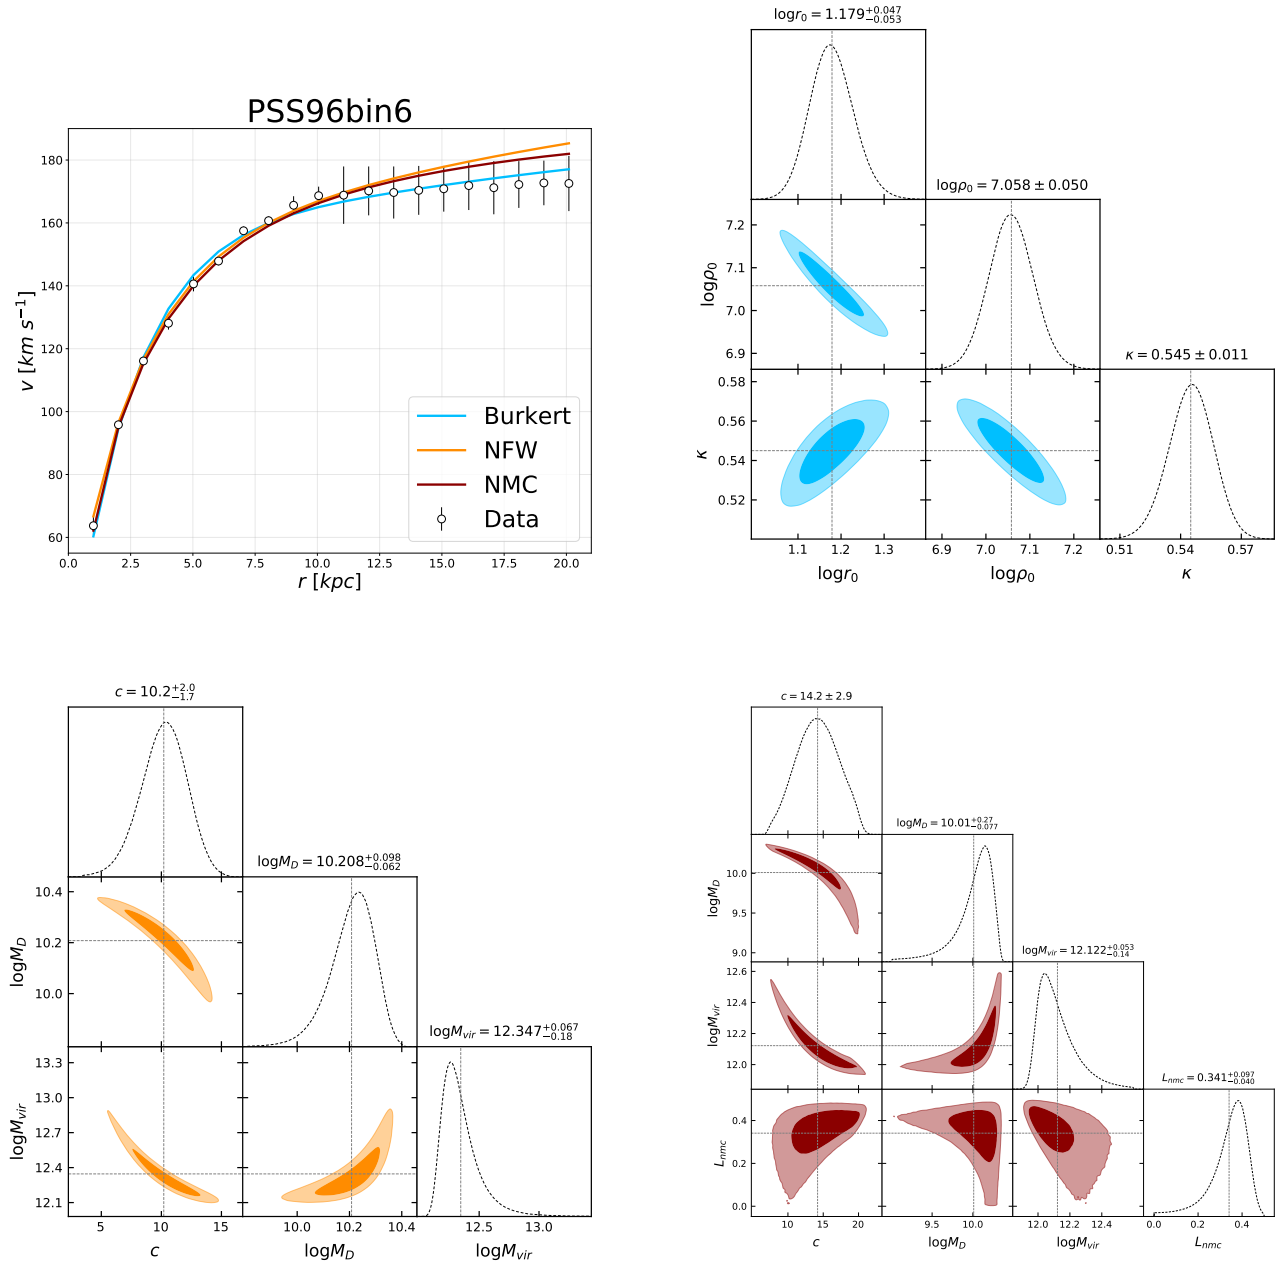 PSS96bin6
v [km s⁻¹]
180
160
140
120
100
80
60
0.0 2.5 5.0 7.5 10.0 12.5 15.0 17.5 20.0
r [kpc]
Burkert
NFW
NMC
Data
logr₀ = 1.179+0.047 −0.053
logρ₀ = 7.058 ± 0.050
κ = 0.545 ± 0.011
logρ₀
7.2
7.1
7.0
6.9
κ
0.58
0.56
0.54
0.52
1.1 1.2 1.3
6.9 7.0 7.1 7.2
0.51 0.54 0.57
logr₀ logρ₀ κ
c = 10.2+2.0 −1.7
logM_D = 10.208+0.098 −0.062
logM_vir = 12.347+0.067 −0.18
logM_D
10.4
10.2
10.0
logM_vir
13.3
13.0
12.7
12.4
12.1
5 10 15
10.0 10.2 10.4
12.5 13.0
c logM_D logM_vir
c = 14.2 ± 2.9
logM_D = 10.01+0.27 −0.077
logM_vir = 12.122+0.053 −0.14
L_nmc = 0.341+0.097 −0.040
logM_D
10.0
9.5
9.0
logM_vir
12.6
12.4
12.2
12.0
L_nmc
0.4
0.2
0.0
10 15 20
9.5 10.0
12.0 12.2 12.4
0.0 0.2 0.4
c logM_D logM_vir L_nmc